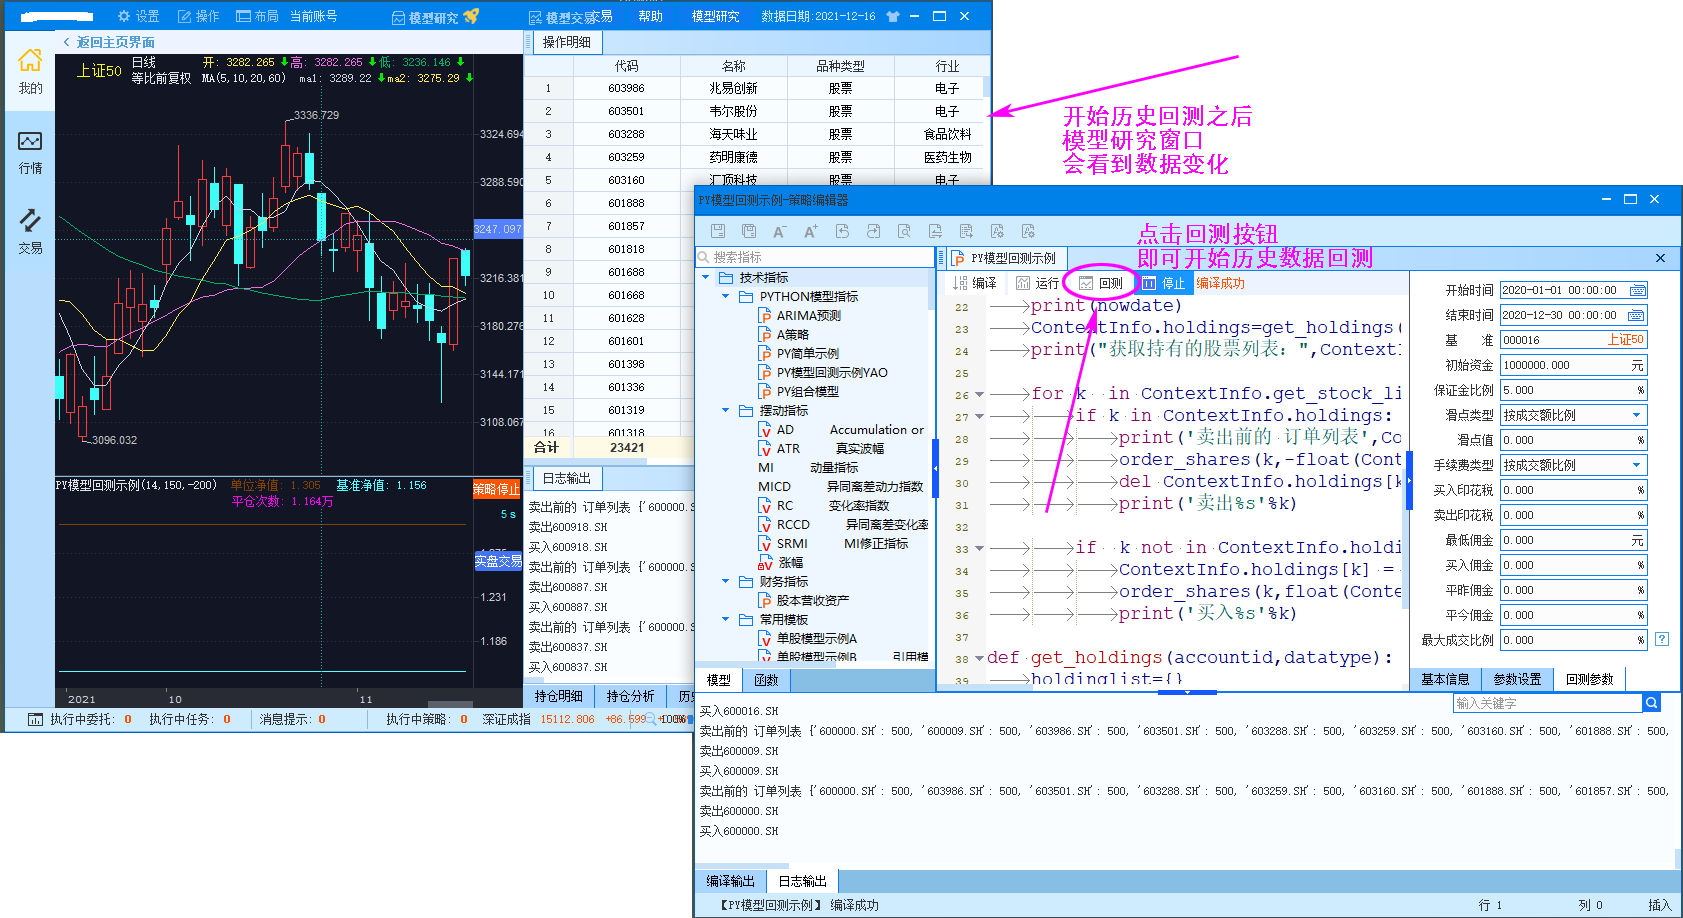 设置 操作 布局 当前账号 模型研究 模型交易 交易 帮助 模型研究 数据日期:2021-12-16
返回主页界面
我的
行情
交易
上证50 日线 开: 3282.265 高: 3282.265 低: 3236.146
等比前复权 MA(5,10,20,60) ma1: 3289.22 ma2: 3275.29
3336.729
3324.694
3288.590
3247.097
3216.381
3180.276
3144.171
3108.067
3096.032
PY模型回测示例(14,150,-200) 单位净值: 1.305 基准净值: 1.156
平仓次数: 1.164万
策略停止
5 s
实盘交易
1.231
1.186
2021 10 11
操作明细
代码 名称 品种类型 行业
1 603986 兆易创新 股票 电子
2 603501 韦尔股份 股票 电子
3 603288 海天味业 股票 食品饮料
4 603259 药明康德 股票 医药生物
5 603160 汇顶科技 股票 电子
6 601888
7 601857
8 601818
9 601688
10 601668
11 601628
12 601601
13 601398
14 601336
15 601319
16 601318
合计 23421
日志输出
卖出前的 订单列表 {'600000.S
卖出600918.SH
买入600918.SH
卖出前的 订单列表 {'600000.S
卖出600887.SH
买入600887.SH
卖出前的 订单列表 {'600000.S
卖出600837.SH
买入600837.SH
持仓明细 持仓分析 历
执行中委托: 0 执行中任务: 0 消息提示: 0 执行中策略: 0 深证成指 15112.806 +86.599
开始历史回测之后
模型研究窗口
会看到数据变化
PY模型回测示例-策略编辑器
点击回测按钮
即可开始历史数据回测
搜索指标
技术指标
PYTHON模型指标
ARIMA预测
A策略
PY简单示例
PY模型回测示例YAO
PY组合模型
摆动指标
AD Accumulation or
ATR 真实波幅
MI 动量指标
MICD 异同离差动力指数
RC 变化率指数
RCCD 异同离差变化率
SRMI MI修正指标
涨幅
财务指标
股本营收资产
常用模板
单股模型示例A
单股模型示例B 引用模
模型 函数
PY模型回测示例
编译 运行 回测 停止 编译成功
22 print(nowdate)
23 ContextInfo.holdings=get_holdings(
24 print("获取持有的股票列表: ",ContextI
25
26 for k in ContextInfo.get_stock_li
27 if k in ContextInfo.holdings:
28 print('卖出前的 订单列表',Co
29 order_shares(k,-float(Cont
30 del ContextInfo.holdings[k
31 print('卖出%s'%k)
32
33 if k not in ContextInfo.holdi
34 ContextInfo.holdings[k] =
35 order_shares(k,float(Conte
36 print('买入%s'%k)
37
38 def get_holdings(accountid,datatype):
39 holdinglist={}
开始时间 2020-01-01 00:00:00
结束时间 2020-12-30 00:00:00
基 准 000016 上证50
初始资金 1000000.000 元
保证金比例 5.000 %
滑点类型 按成交额比例
滑点值 0.000 %
手续费类型 按成交额比例
买入印花税 0.000 %
卖出印花税 0.000 %
最低佣金 0.000 元
买入佣金 0.000 %
平昨佣金 0.000 %
平今佣金 0.000 %
最大成交比例 0.000 % ?
基本信息 参数设置 回测参数
输入关键字
买入600016.SH
卖出前的 订单列表 {'600000.SH': 500, '600009.SH': 500, '603986.SH': 500, '603501.SH': 500, '603288.SH': 500, '603259.SH': 500, '603160.SH': 500, '601888.SH': 500,
卖出600009.SH
买入600009.SH
卖出前的 订单列表 {'600000.SH': 500, '603986.SH': 500, '603501.SH': 500, '603288.SH': 500, '603259.SH': 500, '603160.SH': 500, '601888.SH': 500, '601857.SH': 500,
卖出600000.SH
买入600000.SH
编译输出 日志输出
【PY模型回测示例】 编译成功 行 1 列 0 插入